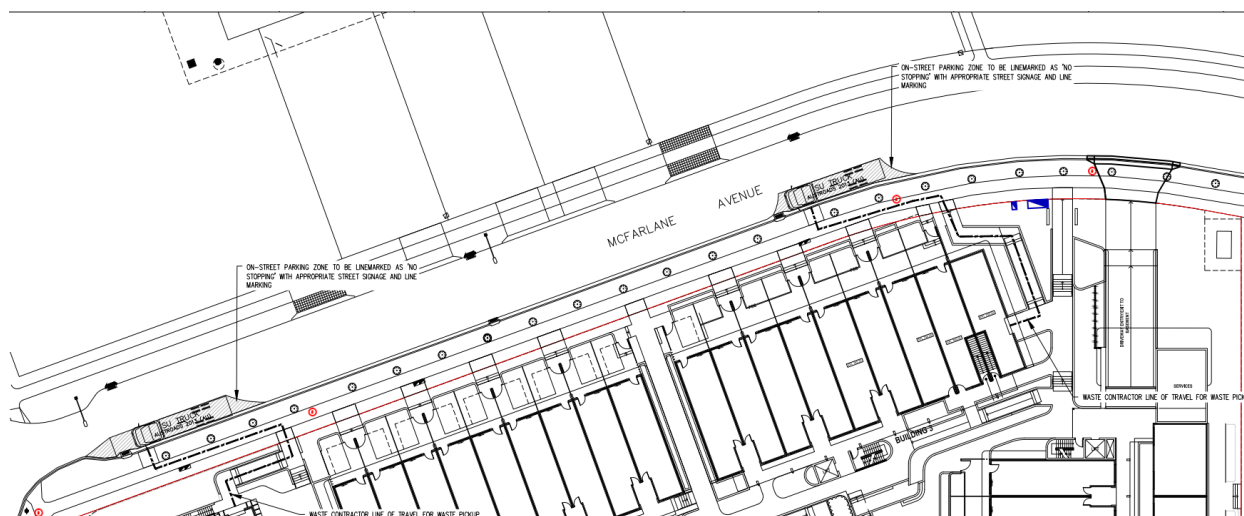 ON-STREET PARKING ZONE TO BE LINEMARKED AS "NO
STOPPING" WITH APPROPRIATE STREET SIGNAGE AND LINE
MARKING
SU TRUCK
MCFARLANE AVENUE
ON-STREET PARKING ZONE TO BE LINEMARKED AS "NO
STOPPING" WITH APPROPRIATE STREET SIGNAGE AND LINE
MARKING
SU TRUCK
SERVICES
WASTE CONTRACTOR LINE OF TRAVEL FOR WASTE PICK
BUILDING 3
WASTE CONTRACTOR LINE OF TRAVEL FOR WASTE PICKUP